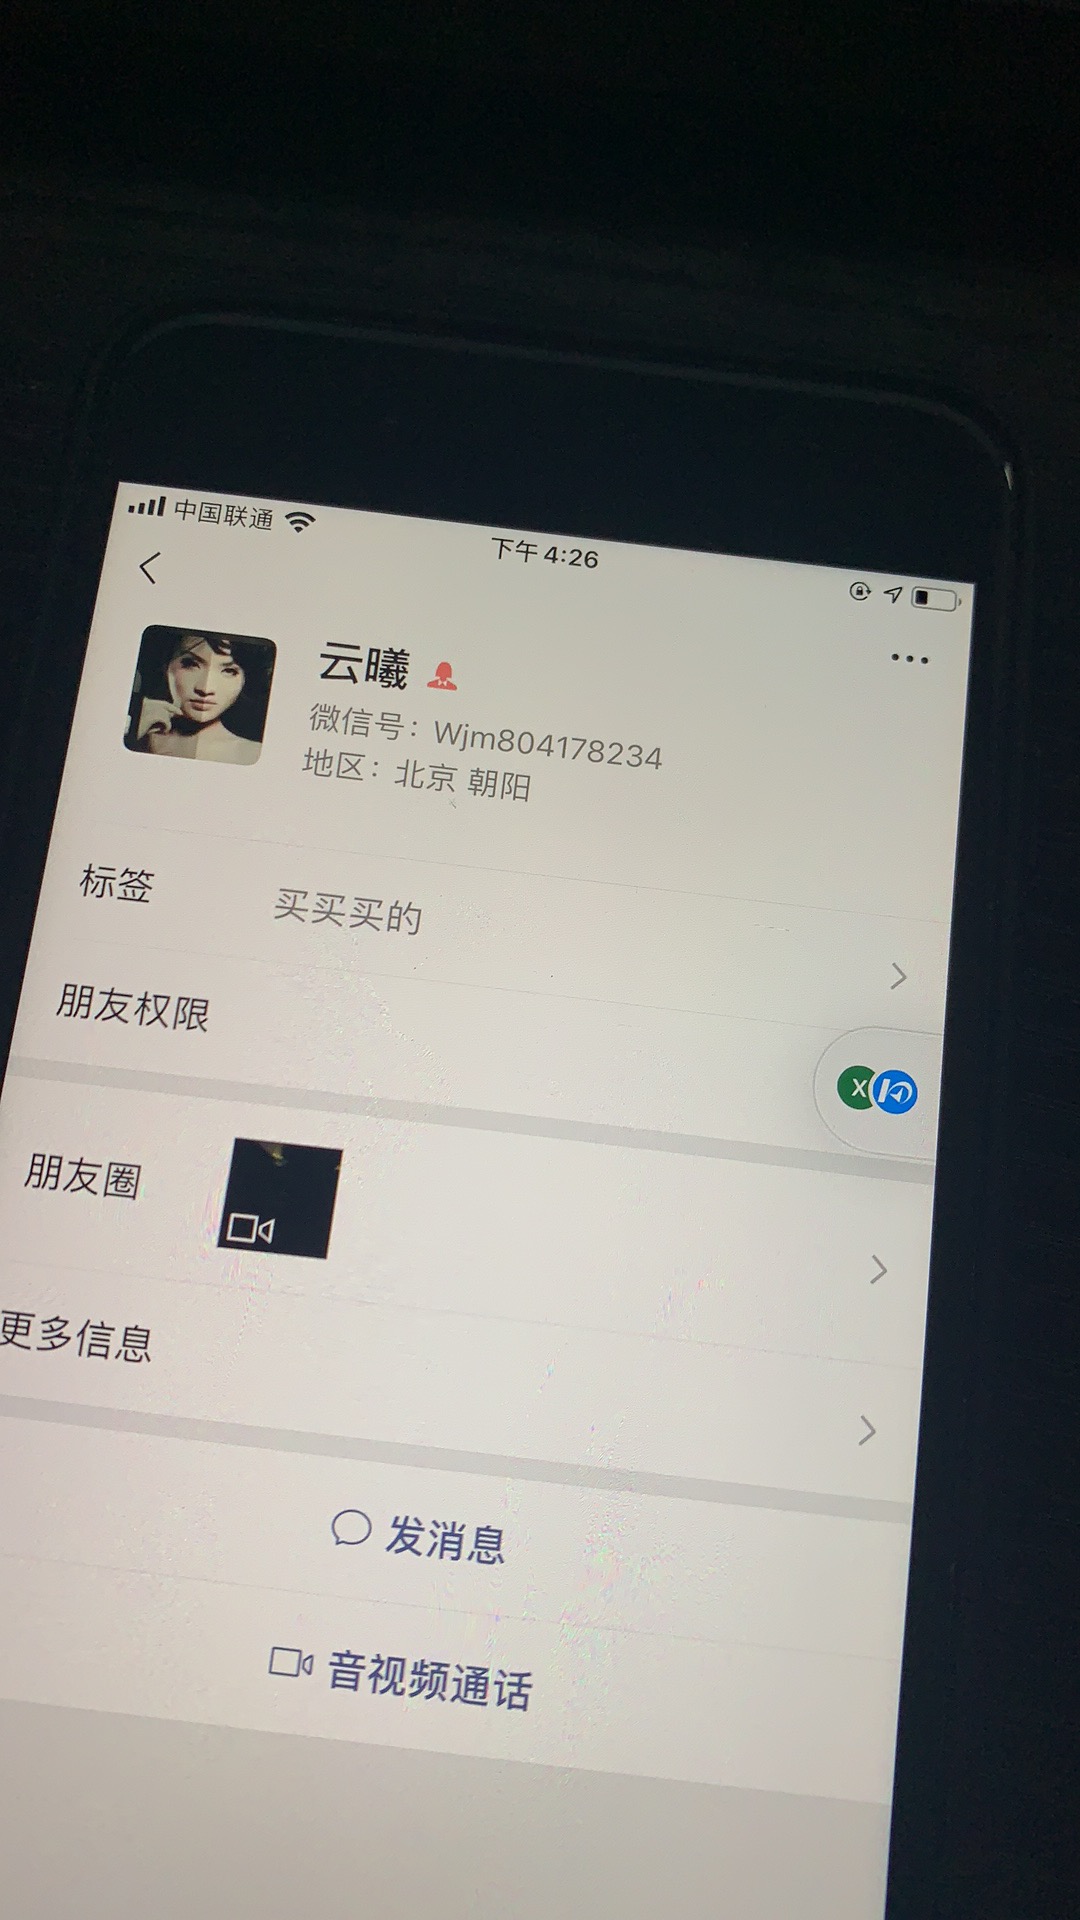 中国联通
下午4:26
云曦
微信号：Wjm804178234
地区：北京 朝阳
标签 买买买的
朋友权限
X
朋友圈
更多信息
发消息
音视频通话